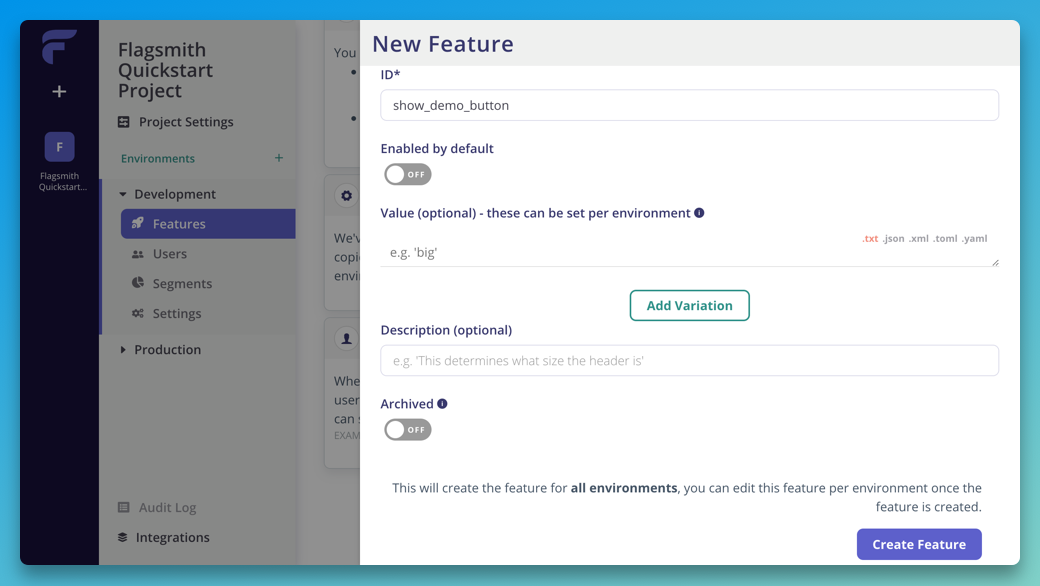 Flagsmith
Quickstart
Project
Project Settings
Environments +
Development
Features
Users
Segments
Settings
Production
Audit Log
Integrations
+
F
Flagsmith
Quickstart...
You
We'v
copi
envi
Whe
user
can s
EXAM
New Feature
ID*
show_demo_button
Enabled by default
OFF
Value (optional) - these can be set per environment
.txt .json .xml .toml .yaml
e.g. 'big'
Add Variation
Description (optional)
e.g. 'This determines what size the header is'
Archived
OFF
This will create the feature for all environments, you can edit this feature per environment once the
feature is created.
Create Feature